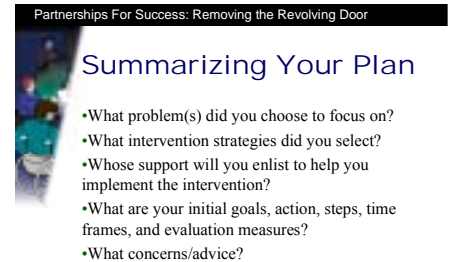 Partnerships For Success: Removing the Revolving Door
Summarizing Your Plan
•What problem(s) did you choose to focus on?
•What intervention strategies did you select?
•Whose support will you enlist to help you
implement the intervention?
•What are your initial goals, action, steps, time
frames, and evaluation measures?
•What concerns/advice?